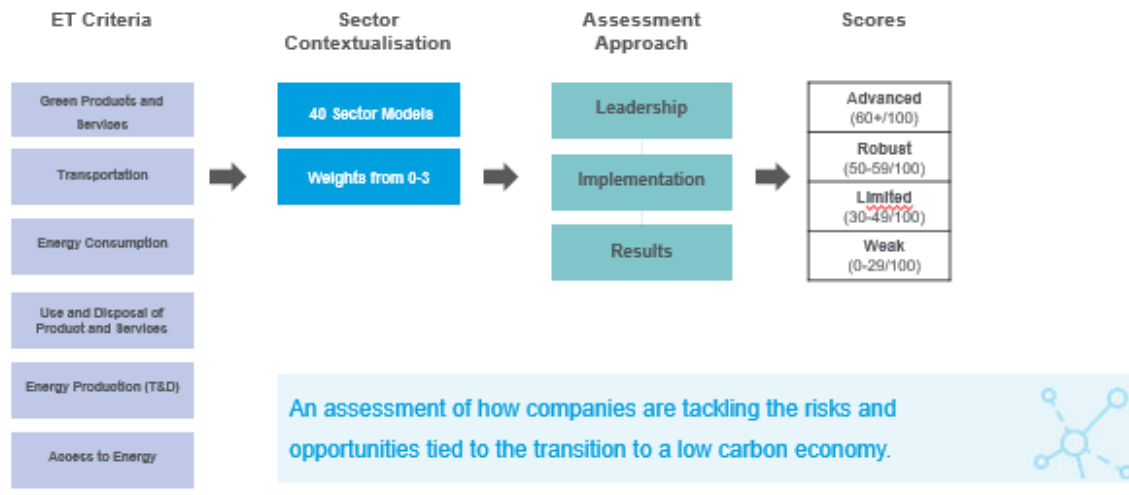 ET Criteria
Sector
Contextualisation
Assessment
Approach
Scores
Green Products and
Services
Transportation
Energy Consumption
Use and Disposal of
Product and Services
Energy Production (T&D)
Access to Energy
40 Sector Models
Weights from 0-3
Leadership
Implementation
Results
Advanced
(60+/100)
Robust
(50-59/100)
Limited
(30-49/100)
Weak
(0-29/100)
An assessment of how companies are tackling the risks and
opportunities tied to the transition to a low carbon economy.